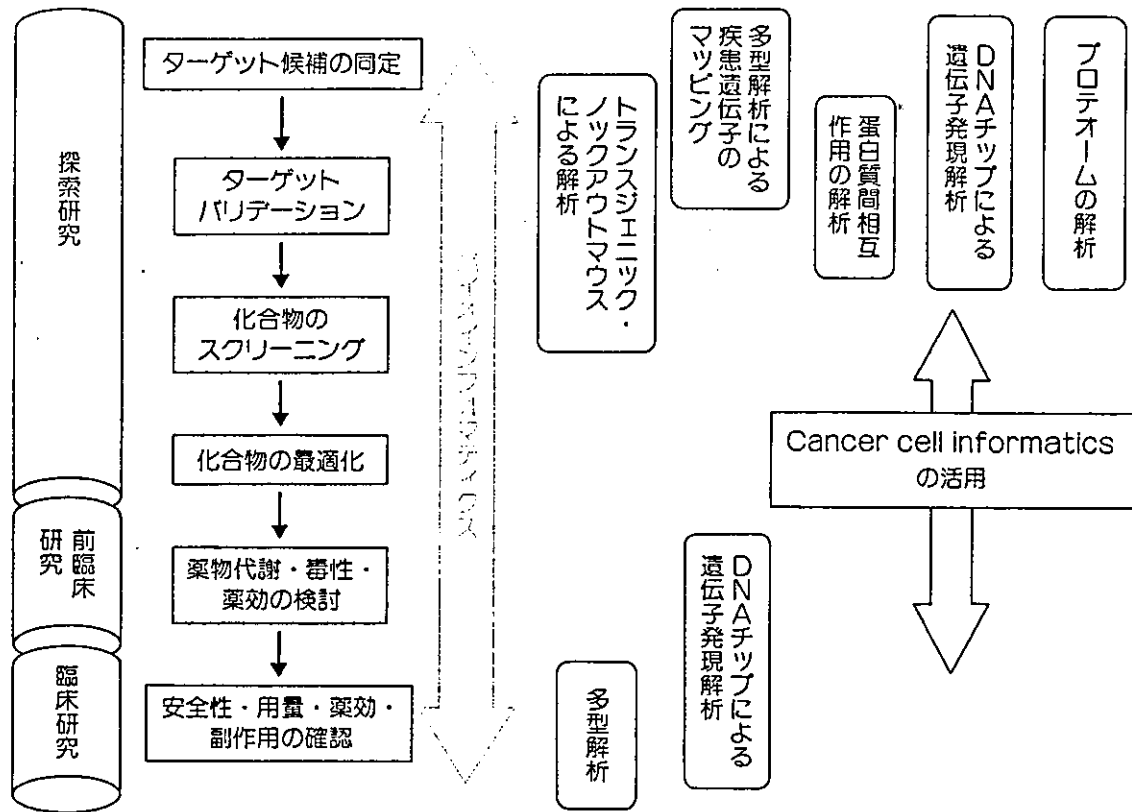 探索研究
前臨床
研究
臨床研究
ターゲット候補の同定
ターゲット
バリデーション
化合物の
スクリーニング
化合物の最適化
薬物代謝・毒性・
薬効の検討
安全性・用量・薬効・
副作用の確認
トランスジェニック・
ノックアウトマウス
による解析
多型解析による
疾患遺伝子の
マッピング
蛋白質間相互
作用の解析
DNAチップによる
遺伝子発現解析
プロテオームの解析
Cancer cell informatics
の活用
DNAチップによる
遺伝子発現解析
多型解析